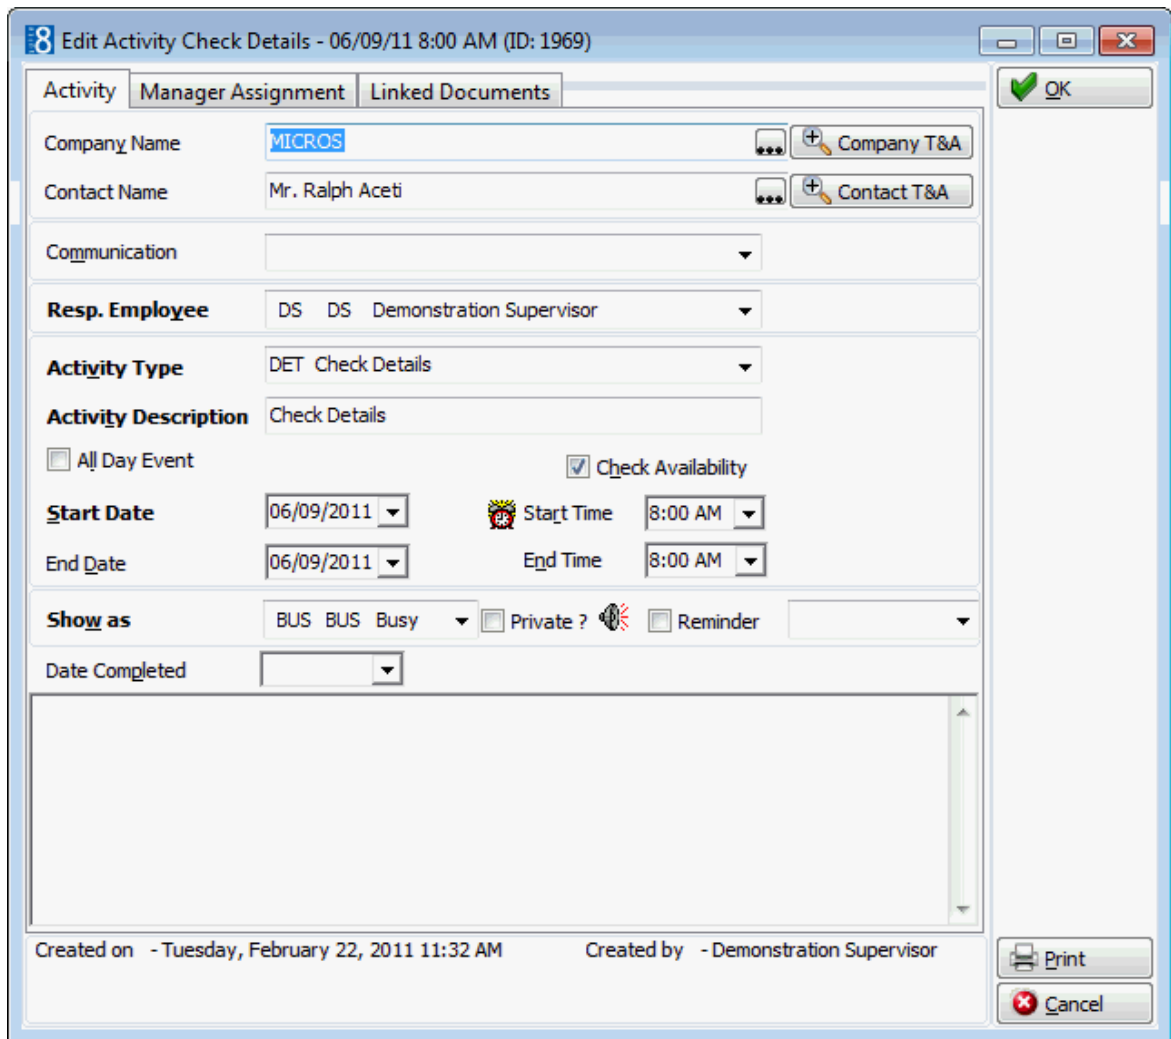 8 Edit Activity Check Details - 06/09/11 8:00 AM (ID: 1969)
Activity Manager Assignment Linked Documents OK
Company Name MICROS ... Company T&A
Contact Name Mr. Ralph Aceti ... Contact T&A
Communication
Resp. Employee DS DS Demonstration Supervisor
Activity Type DET Check Details
Activity Description Check Details
All Day Event Check Availability
Start Date 06/09/2011 Start Time 8:00 AM
End Date 06/09/2011 End Time 8:00 AM
Show as BUS BUS Busy Private ? Reminder
Date Completed
Created on - Tuesday, February 22, 2011 11:32 AM Created by - Demonstration Supervisor
Print
Cancel